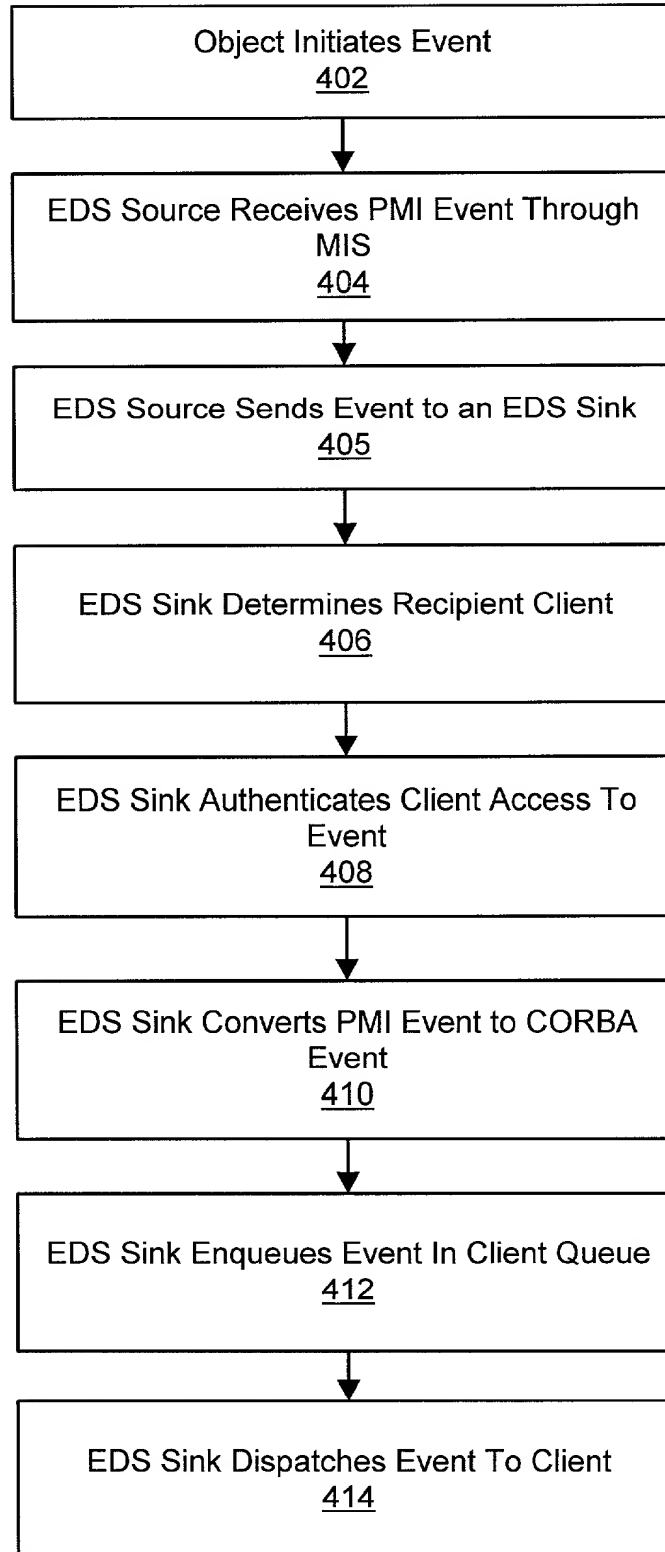 Object Initiates Event
402
EDS Source Receives PMI Event Through
MIS
404
EDS Source Sends Event to an EDS Sink
405
EDS Sink Determines Recipient Client
406
EDS Sink Authenticates Client Access To
Event
408
EDS Sink Converts PMI Event to CORBA
Event
410
EDS Sink Enqueues Event In Client Queue
412
EDS Sink Dispatches Event To Client
414